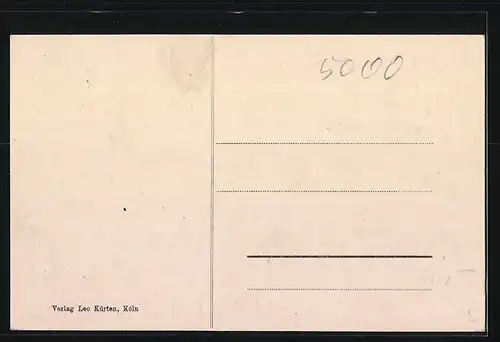 5000
Verlag Leo Kürten, Köln